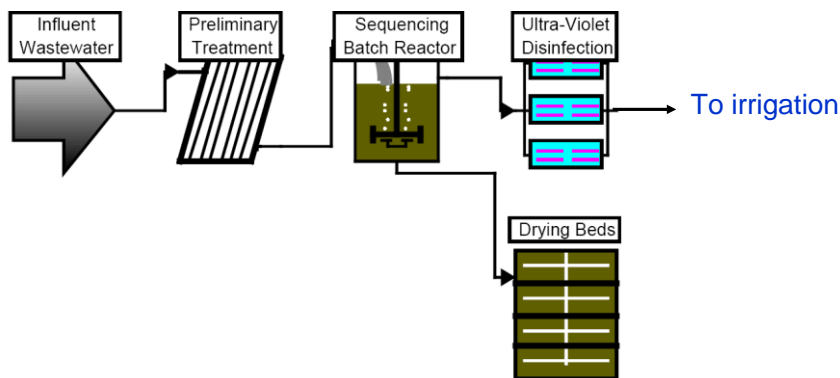 Influent
Wastewater
Preliminary
Treatment
Sequencing
Batch Reactor
Ultra-Violet
Disinfection
To irrigation
Drying Beds